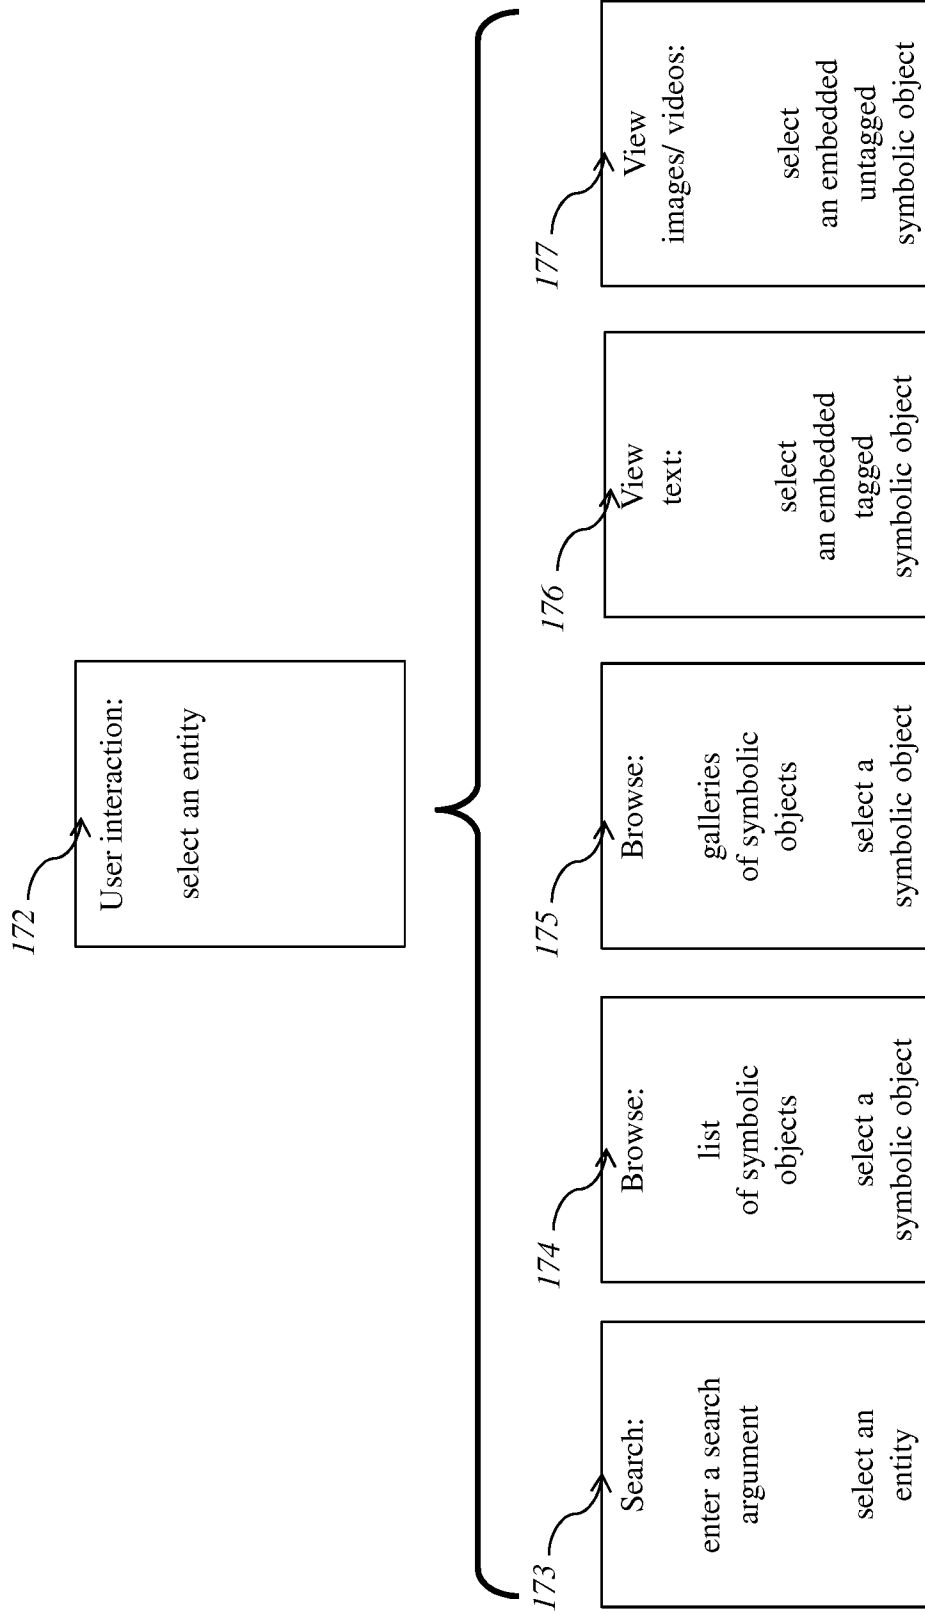 172
User interaction:
select an entity
173
Search:
enter a search
argument
select an
entity
174
Browse:
list
of symbolic
objects
select a
symbolic object
175
Browse:
galleries
of symbolic
objects
select a
symbolic object
176
View
text:
select
an embedded
tagged
symbolic object
177
View
images/ videos:
select
an embedded
untagged
symbolic object